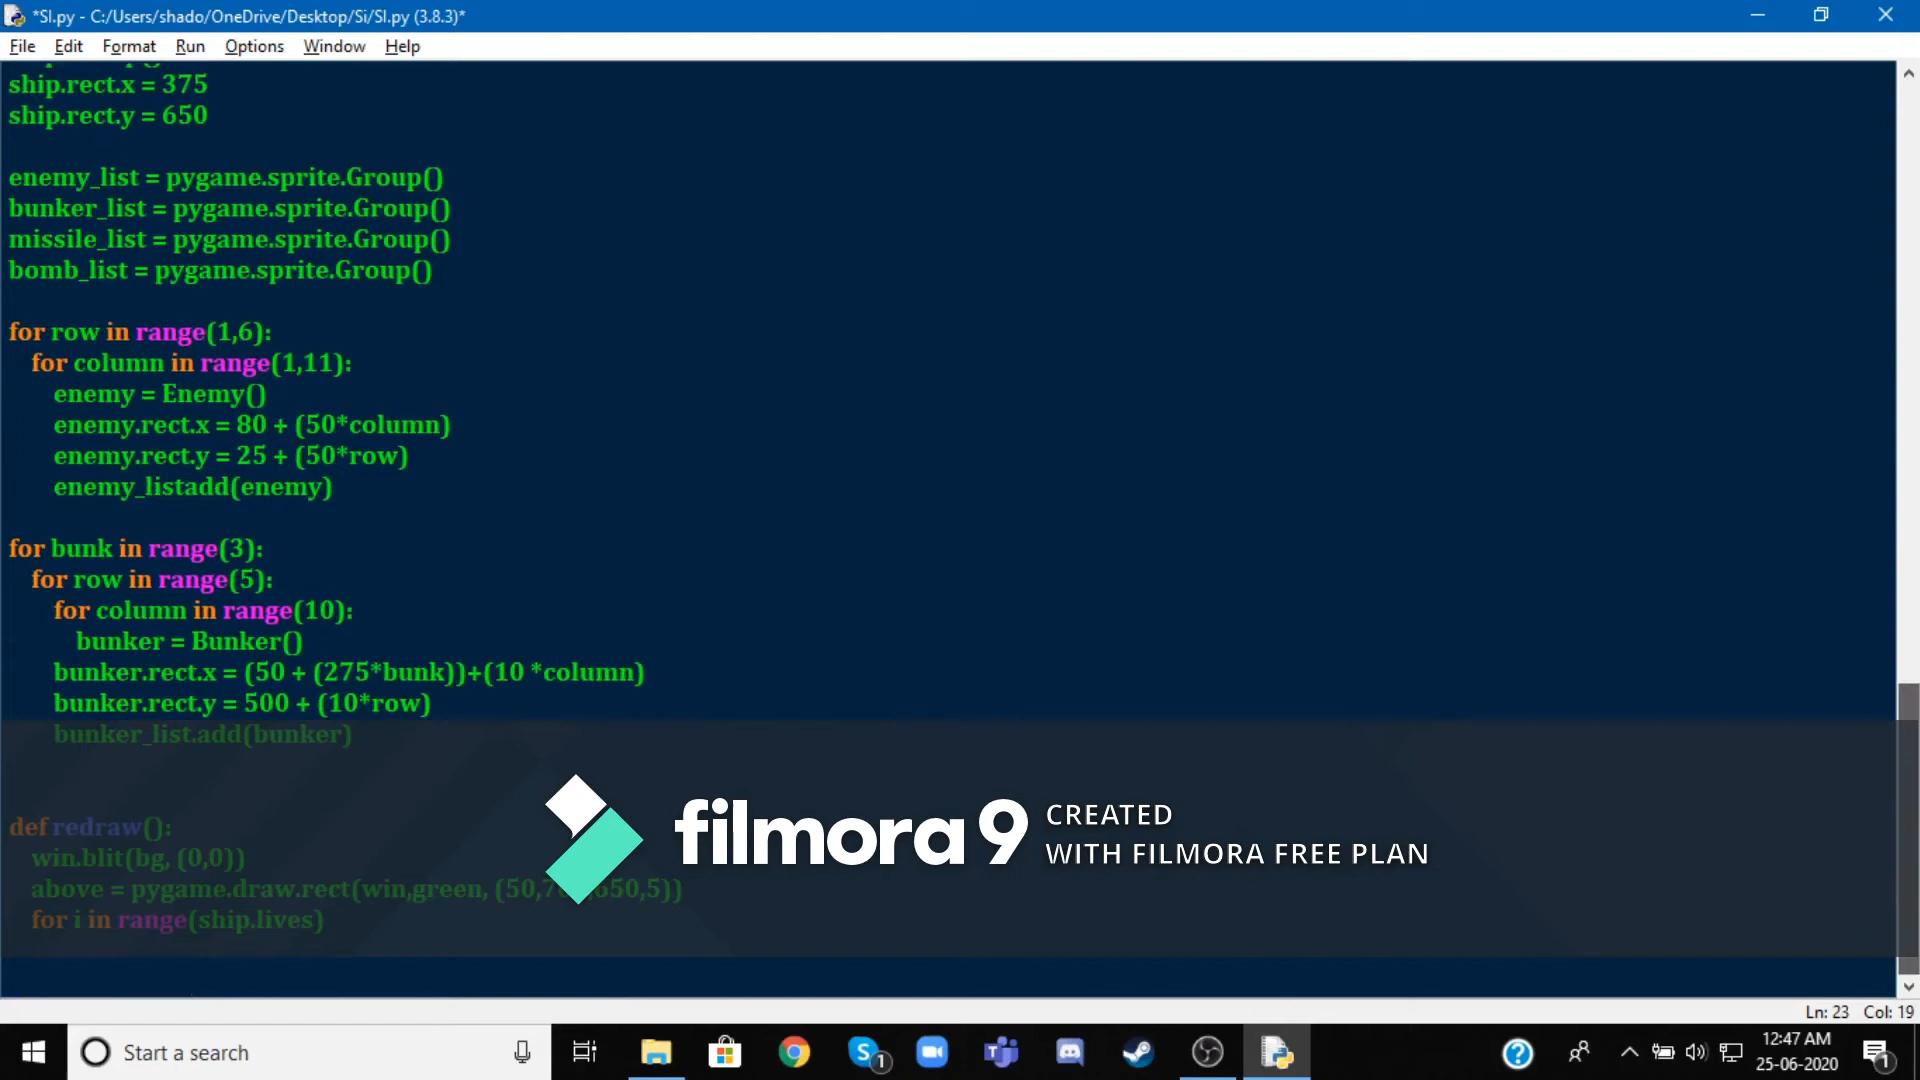 *SI.py - C:/Users/shado/OneDrive/Desktop/Si/SI.py (3.8.3)*
File Edit Format Run Options Window Help
ship.rect.x = 375
ship.rect.y = 650
enemy_list = pygame.sprite.Group()
bunker_list = pygame.sprite.Group()
missile_list = pygame.sprite.Group()
bomb_list = pygame.sprite.Group()
for row in range(1,6):
for column in range(1,11):
enemy = Enemy()
enemy.rect.x = 80 + (50*column)
enemy.rect.y = 25 + (50*row)
enemy_listadd(enemy)
for bunk in range(3):
for row in range(5):
for column in range(10):
bunker = Bunker()
bunker.rect.x = (50 + (275*bunk))+(10 *column)
bunker.rect.y = 500 + (10*row)
bunker_list.add(bunker)
def redraw():
win.blit(bg, (0,0))
above = pygame.draw.rect(win,green, (50,7 650,5))
for i in range(ship.lives)
filmora 9 CREATED
WITH FILMORA FREE PLAN
Ln: 23 Col: 19
Start a search
1
12:47 AM
25-06-2020
1